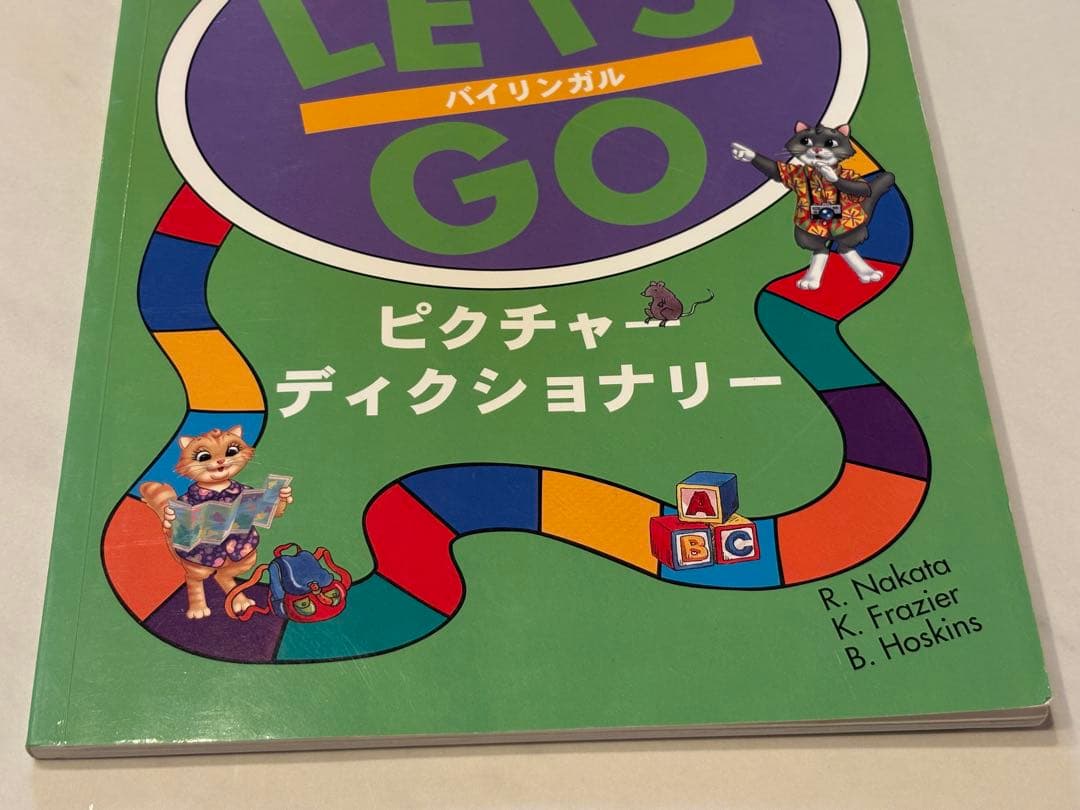 LET'S
バイリンガル
GO
ピクチャー
ディクショナリー
A
B C
R. Nakata
K. Frazier
B. Hoskins